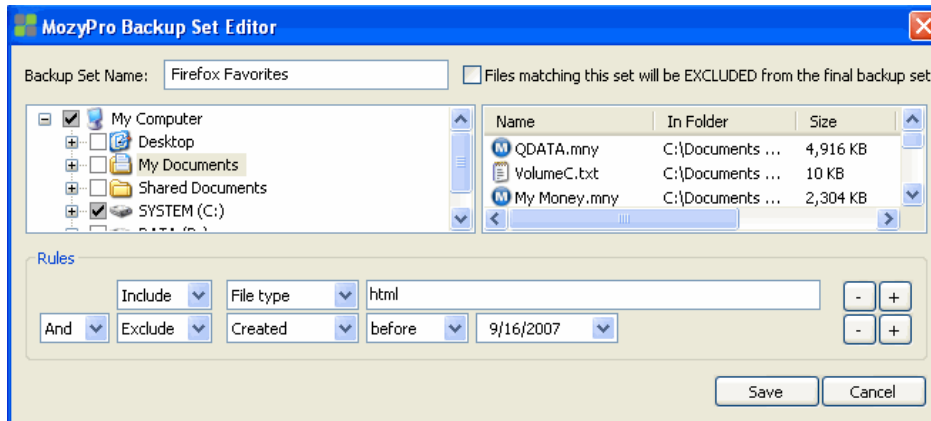 MozyPro Backup Set Editor
Backup Set Name: Firefox Favorites Files matching this set will be EXCLUDED from the final backup set
My Computer
Desktop
My Documents
Shared Documents
SYSTEM (C:)
Name In Folder Size
QDATA.mny C:\Documents ... 4,916 KB
VolumeC.txt C:\Documents ... 10 KB
My Money.mny C:\Documents ... 2,304 KB
Rules
Include File type html - +
And Exclude Created before 9/16/2007 - +
Save Cancel